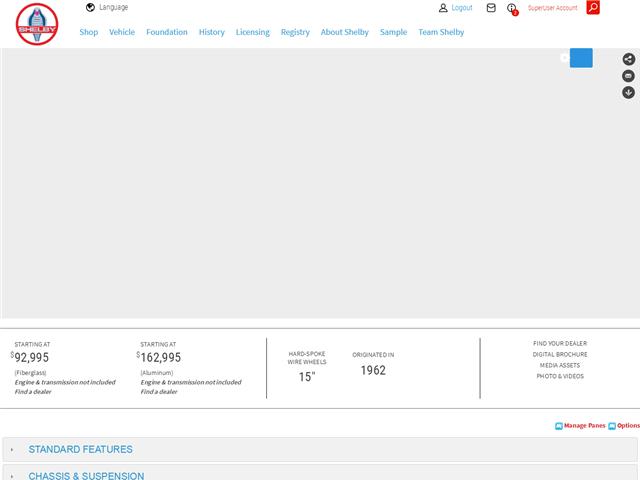 SHELBY
Language
Logout
2
SuperUser Account
Shop Vehicle Foundation History Licensing Registry About Shelby Sample Team Shelby
STARTING AT
$92,995
(Fiberglass)
Engine & transmission not included
Find a dealer
STARTING AT
$162,995
(Aluminum)
Engine & transmission not included
Find a dealer
HARD-SPOKE
WIRE WHEELS
15"
ORIGINATED IN
1962
FIND YOUR DEALER
DIGITAL BROCHURE
MEDIA ASSETS
PHOTO & VIDEOS
Manage Panes Options
STANDARD FEATURES
CHASSIS & SUSPENSION